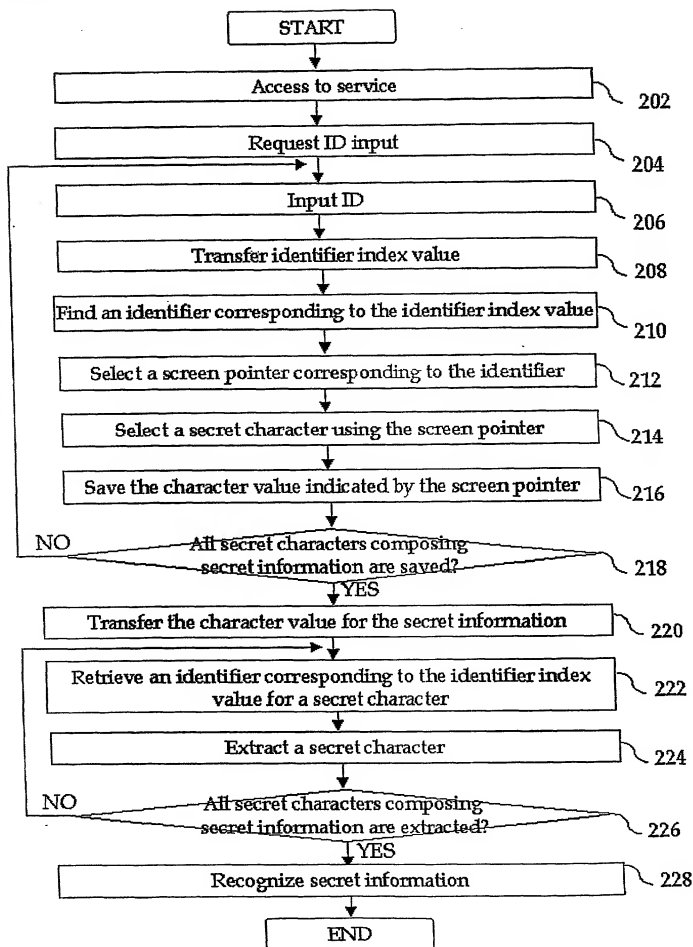 START
Access to service
202
Request ID input
204
Input ID
206
Transfer identifier index value
208
Find an identifier corresponding to the identifier index value
210
Select a screen pointer corresponding to the identifier
212
Select a secret character using the screen pointer
214
Save the character value indicated by the screen pointer
216
NO
All secret characters composing
secret information are saved?
218
YES
Transfer the character value for the secret information
220
Retrieve an identifier corresponding to the identifier index
value for a secret character
222
Extract a secret character
224
NO
All secret characters composing
secret information are extracted?
226
YES
Recognize secret information
228
END